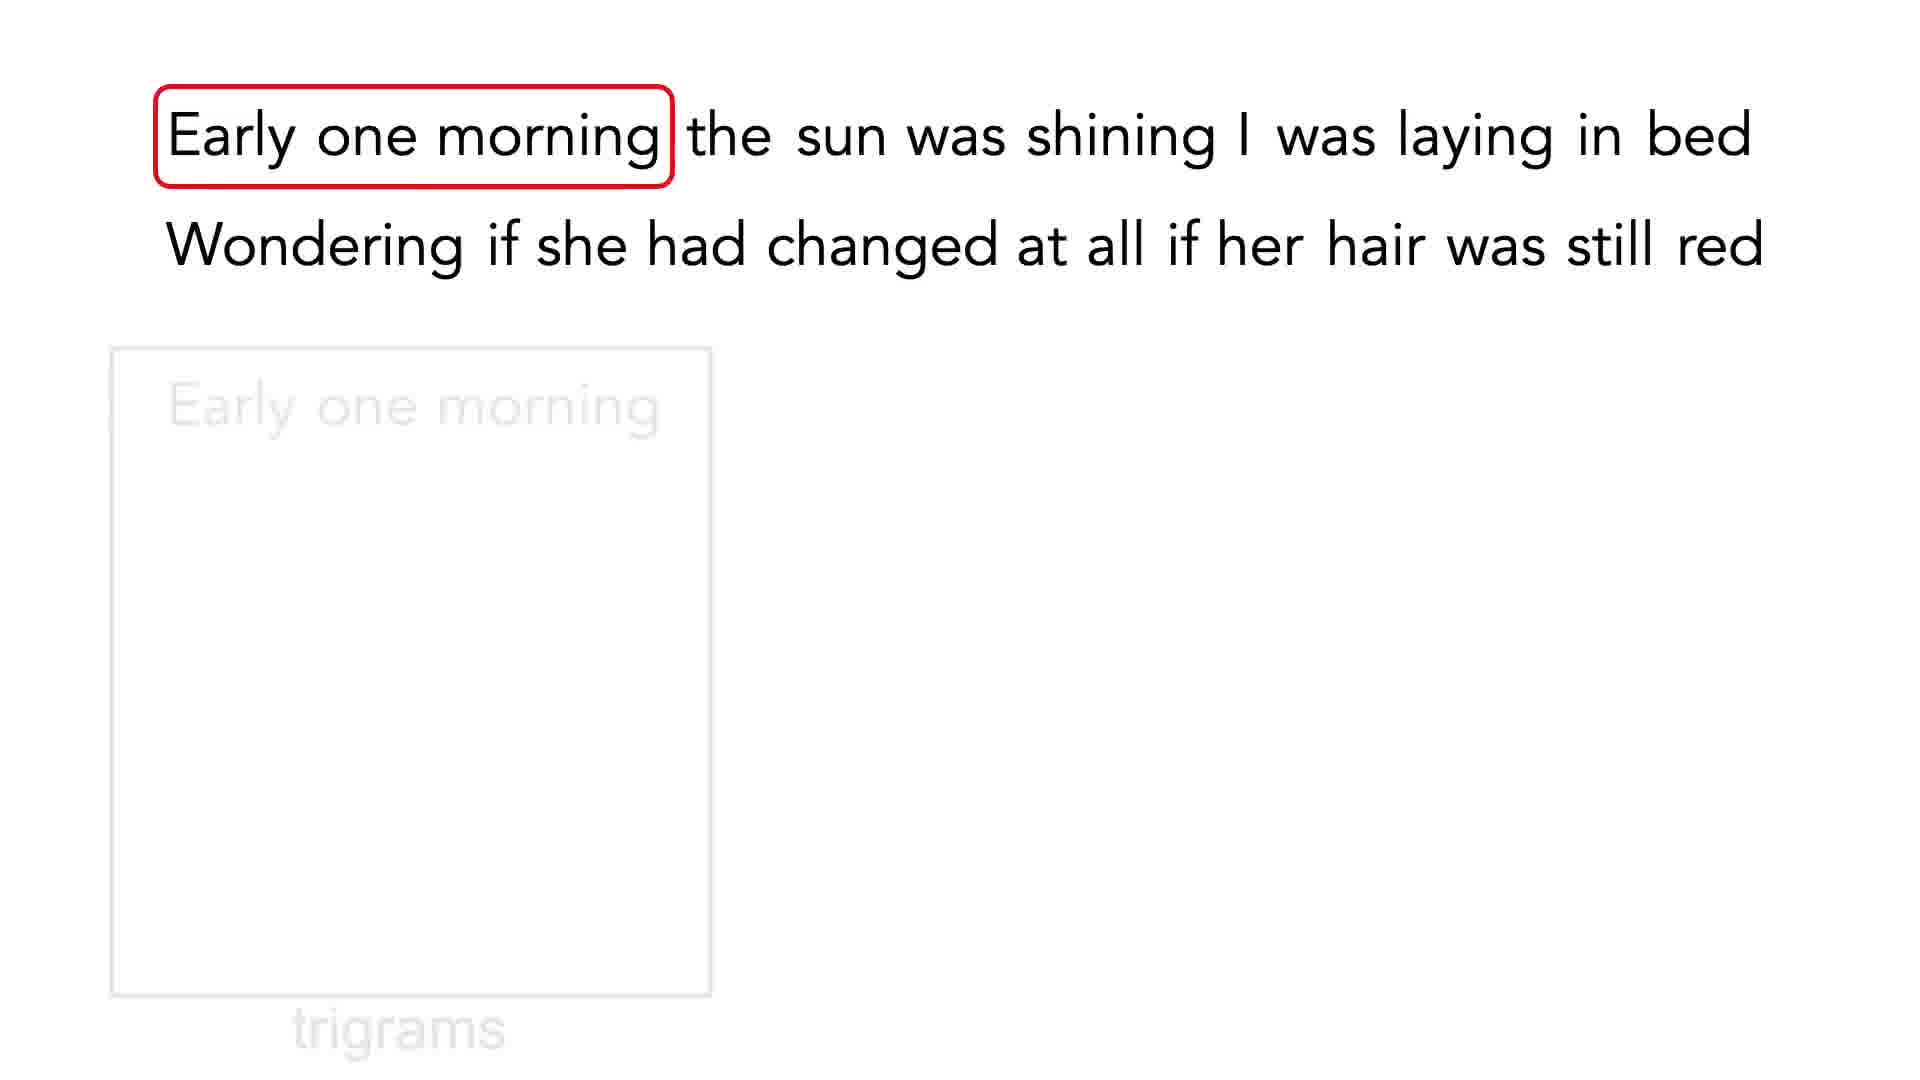 Early one morning the sun was shining I was laying in bed
Wondering if she had changed at all if her hair was still red
Early one morning
trigrams